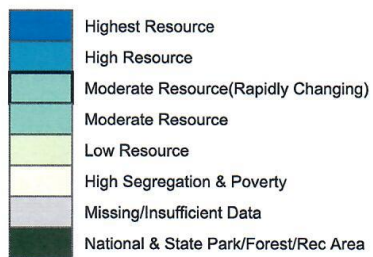 Highest Resource
High Resource
Moderate Resource(Rapidly Changing)
Moderate Resource
Low Resource
High Segregation & Poverty
Missing/Insufficient Data
National & State Park/Forest/Rec Area